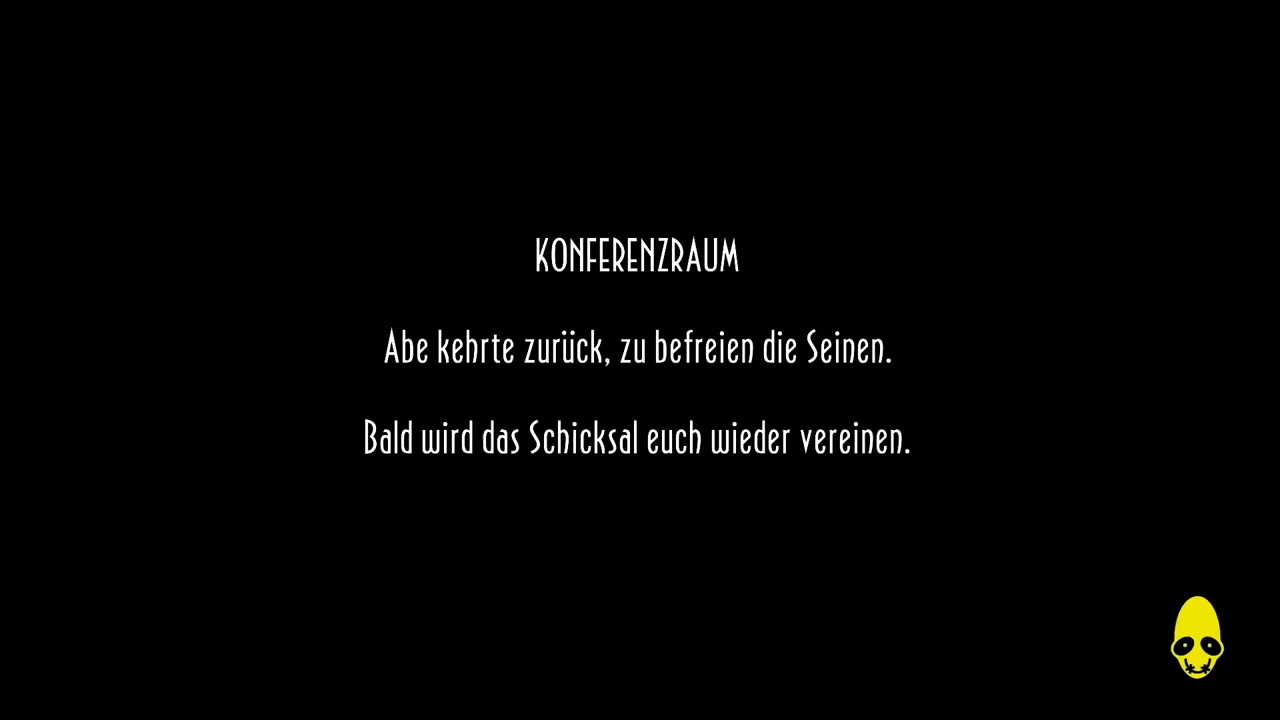 KONFERENZRAUM
Abe kehrte zurück, zu befreien die Seinen.
Bald wird das Schicksal euch wieder vereinen.